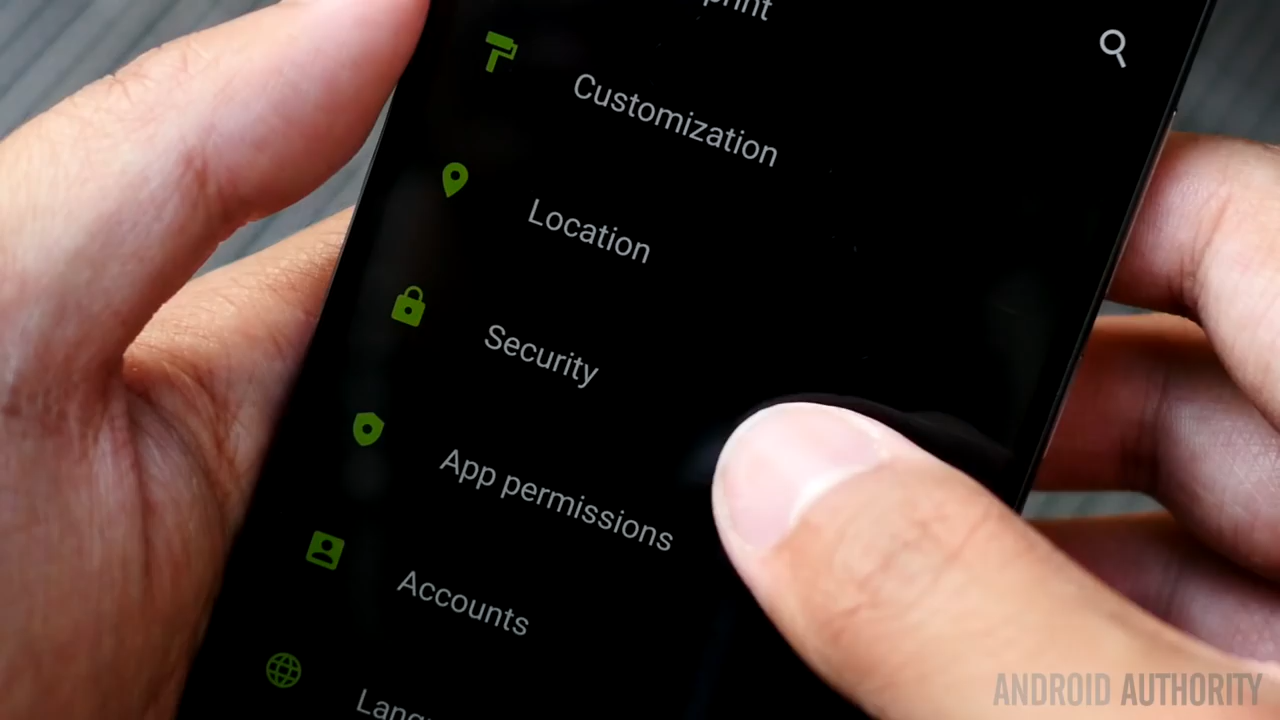 Customization
Location
Security
App permissions
Accounts
ANDROID AUTHORITY